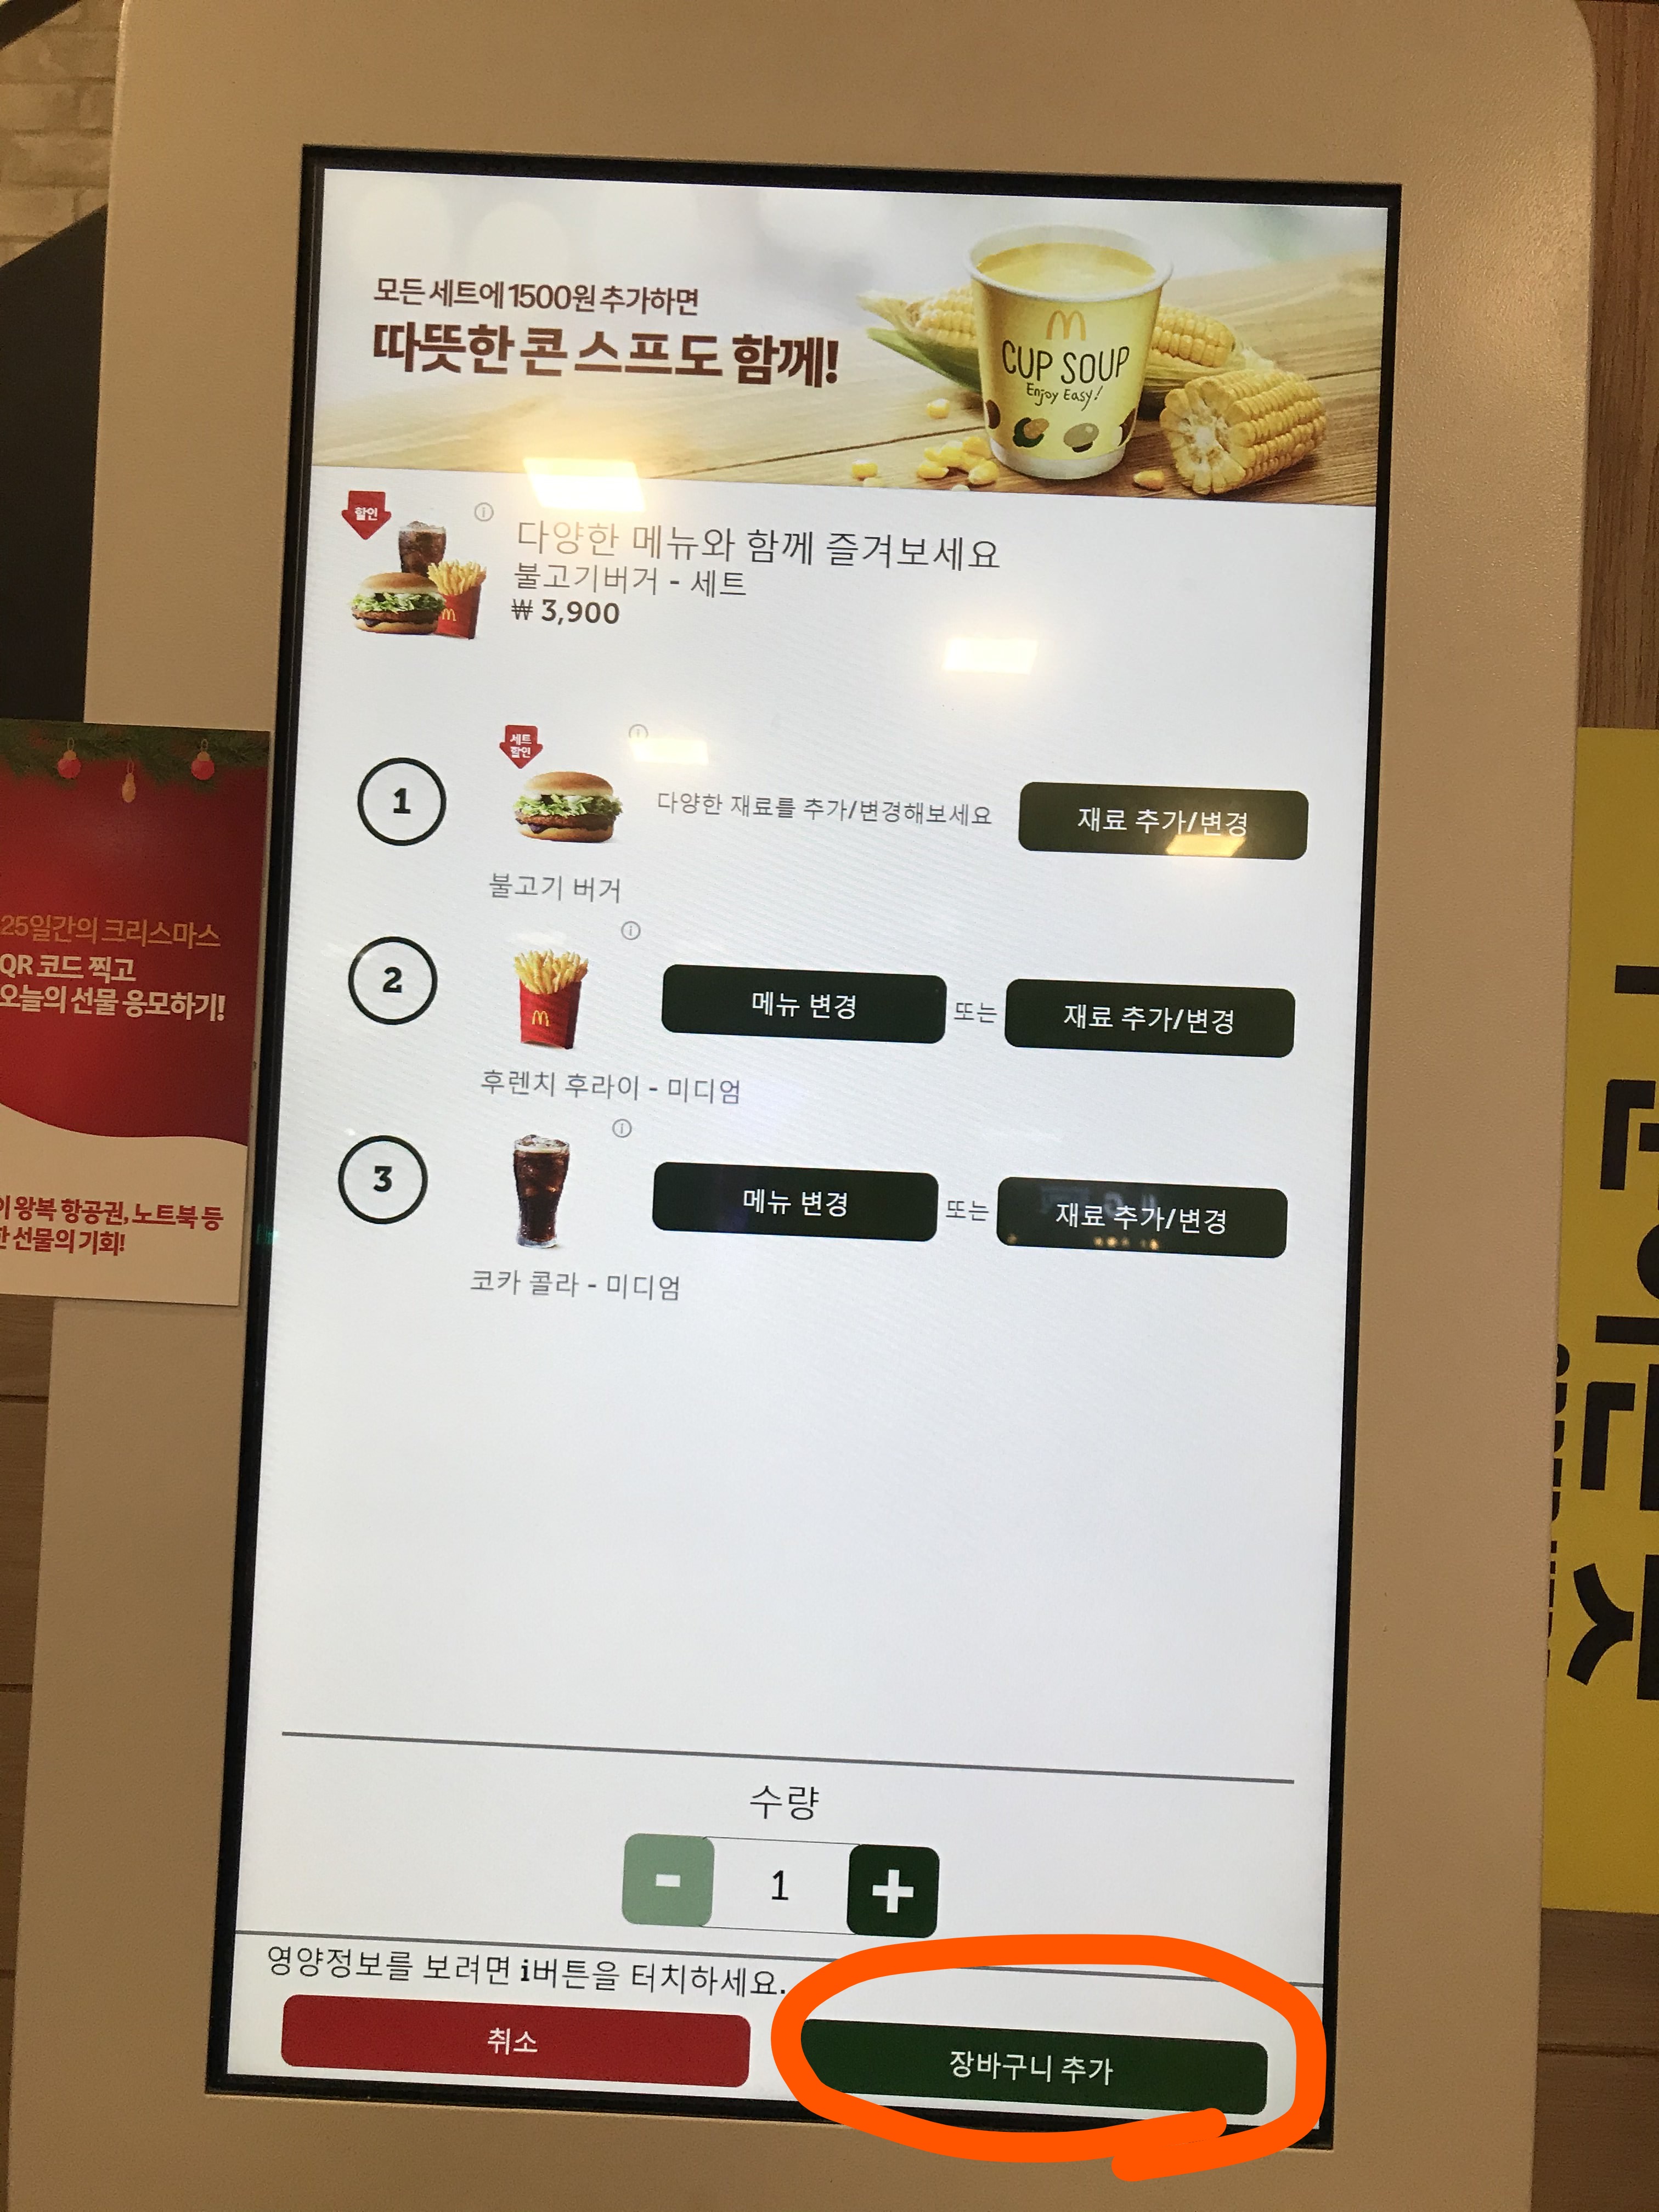 모든 세트에 1500원 추가하면
따뜻한 콘 스프도 함께!
CUP SOUP
Enjoy Easy!
할인
다양한 메뉴와 함께 즐겨보세요
불고기버거 - 세트
₩ 3,900
1
세트
할인
다양한 재료를 추가/변경해보세요
재료 추가/변경
불고기 버거
2
메뉴 변경
또는
재료 추가/변경
후렌치 후라이 - 미디엄
3
메뉴 변경
또는
재료 추가/변경
코카 콜라 - 미디엄
수량
- 1 +
영양정보를 보려면 i버튼을 터치하세요.
취소
장바구니 추가
25일간의 크리스마스
QR 코드 찍고
오늘의 선물 응모하기!
왕복 항공권, 노트북 등
선물의 기회!